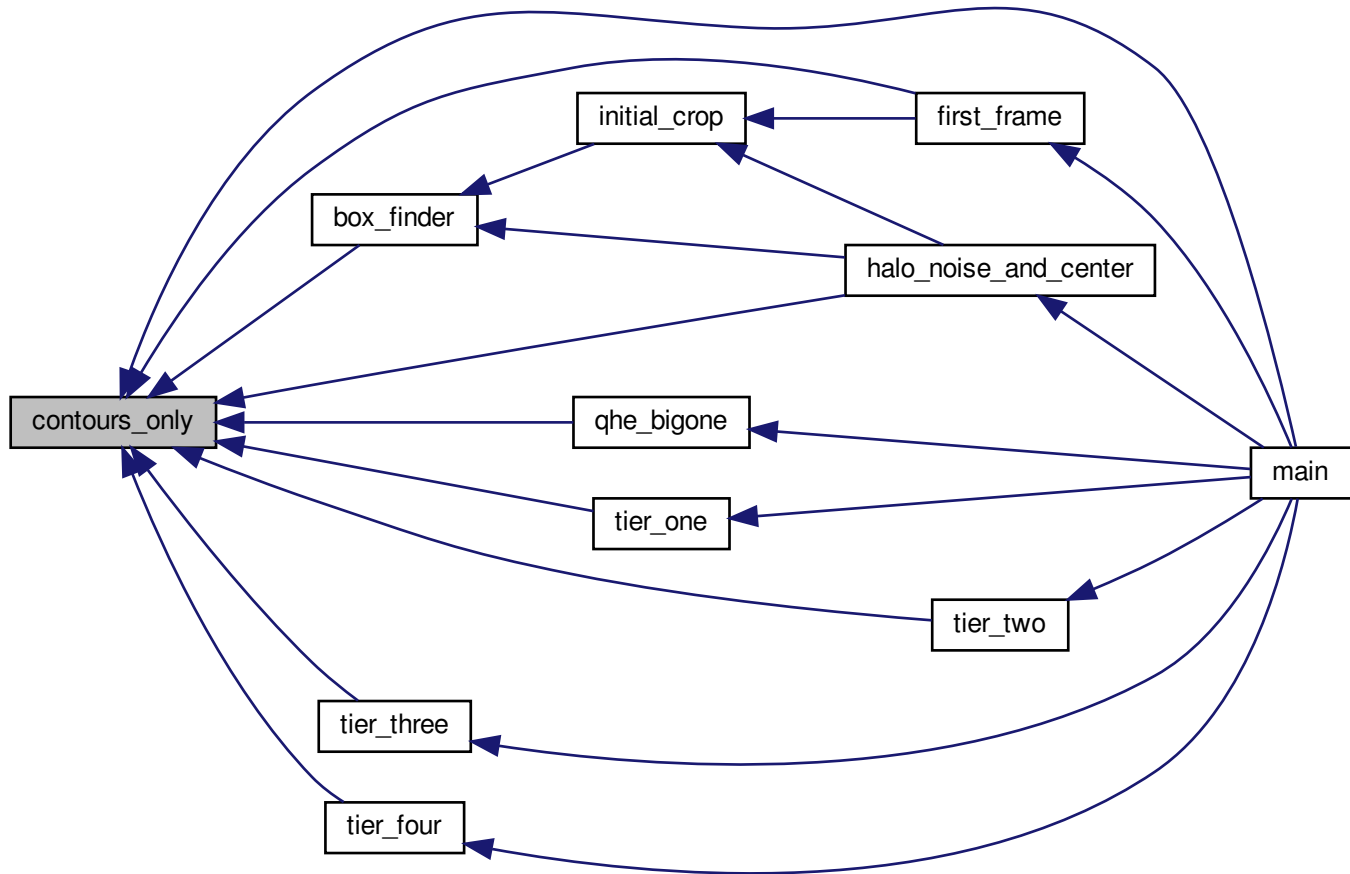 initial_crop
first_frame
box_finder
halo_noise_and_center
contours_only
qhe_bigone
main
tier_one
tier_two
tier_three
tier_four